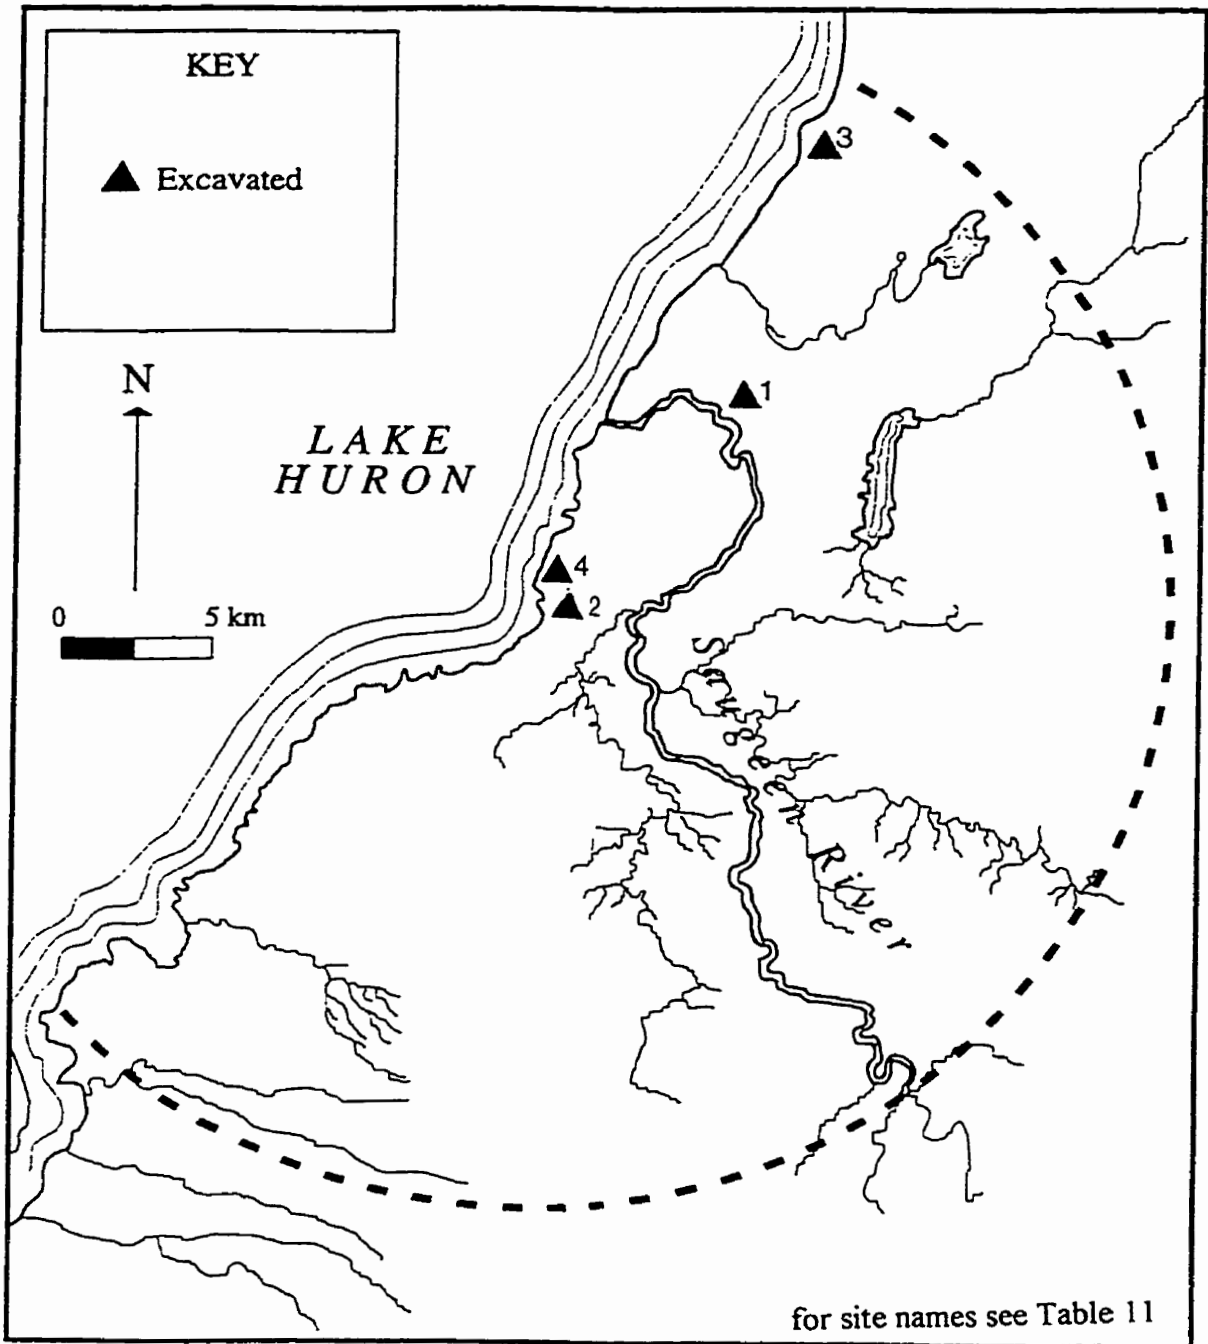 KEY
Excavated
3
1
N
LAKE
HURON
4
2
0 5 km
Saugeen River
for site names see Table 11